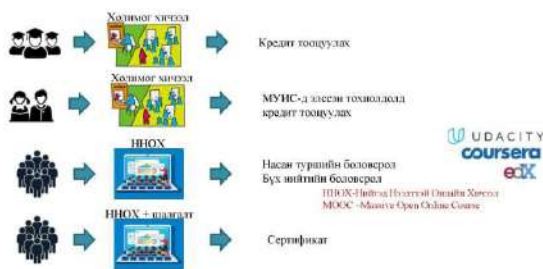 Холимог хичээл
Кредит тооцуулах
Холимог хичээл
МУИС-д элсэн тохиолдолд
кредит тооцуулах
ННОХ
Насан туршийн боловсрол
Бүх нийтийн боловсрол
UDACITY
coursera
edX
ННОХ-Нийтэд Нээлттэй Онлайн Хичээл
MOOC -Massive Open Online Course
ННОХ + шалгалт
Сертификат